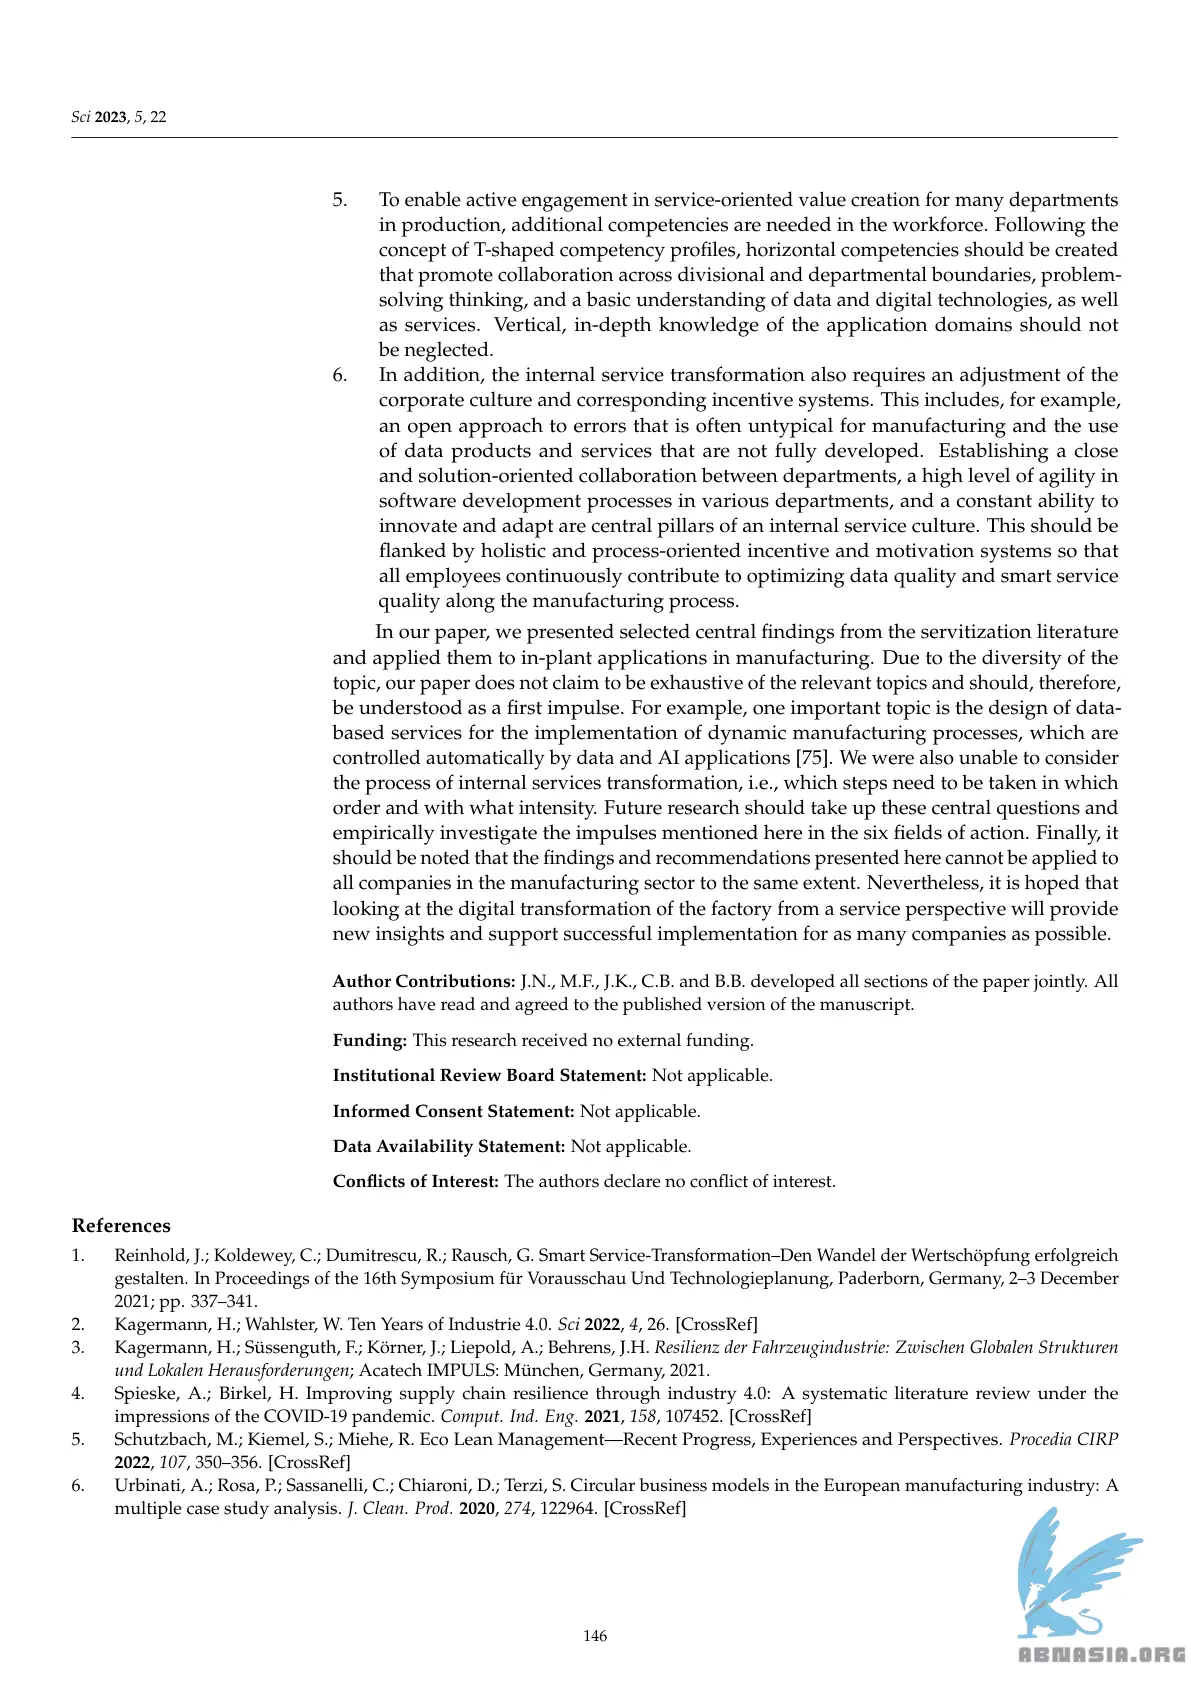 Sci 2023, 5, 22
5. To enable active engagement in service-oriented value creation for many departments
in production, additional competencies are needed in the workforce. Following the
concept of T-shaped competency profiles, horizontal competencies should be created
that promote collaboration across divisional and departmental boundaries, problem-
solving thinking, and a basic understanding of data and digital technologies, as well
as services. Vertical, in-depth knowledge of the application domains should not
be neglected.
6. In addition, the internal service transformation also requires an adjustment of the
corporate culture and corresponding incentive systems. This includes, for example,
an open approach to errors that is often untypical for manufacturing and the use
of data products and services that are not fully developed. Establishing a close
and solution-oriented collaboration between departments, a high level of agility in
software development processes in various departments, and a constant ability to
innovate and adapt are central pillars of an internal service culture. This should be
flanked by holistic and process-oriented incentive and motivation systems so that
all employees continuously contribute to optimizing data quality and smart service
quality along the manufacturing process.
In our paper, we presented selected central findings from the servitization literature
and applied them to in-plant applications in manufacturing. Due to the diversity of the
topic, our paper does not claim to be exhaustive of the relevant topics and should, therefore,
be understood as a first impulse. For example, one important topic is the design of data-
based services for the implementation of dynamic manufacturing processes, which are
controlled automatically by data and AI applications [75]. We were also unable to consider
the process of internal services transformation, i.e., which steps need to be taken in which
order and with what intensity. Future research should take up these central questions and
empirically investigate the impulses mentioned here in the six fields of action. Finally, it
should be noted that the findings and recommendations presented here cannot be applied to
all companies in the manufacturing sector to the same extent. Nevertheless, it is hoped that
looking at the digital transformation of the factory from a service perspective will provide
new insights and support successful implementation for as many companies as possible.
Author Contributions: J.N., M.F., J.K., C.B. and B.B. developed all sections of the paper jointly. All
authors have read and agreed to the published version of the manuscript.
Funding: This research received no external funding.
Institutional Review Board Statement: Not applicable.
Informed Consent Statement: Not applicable.
Data Availability Statement: Not applicable.
Conflicts of Interest: The authors declare no conflict of interest.
References
1. Reinhold, J.; Koldewey, C.; Dumitrescu, R.; Rausch, G. Smart Service-Transformation–Den Wandel der Wertschöpfung erfolgreich
gestalten. In Proceedings of the 16th Symposium für Vorausschau Und Technologieplanung, Paderborn, Germany, 2–3 December
2021; pp. 337–341.
2. Kagermann, H.; Wahlster, W. Ten Years of Industrie 4.0. Sci 2022, 4, 26. [CrossRef]
3. Kagermann, H.; Süssenguth, F.; Körner, J.; Liepold, A.; Behrens, J.H. Resilienz der Fahrzeugindustrie: Zwischen Globalen Strukturen
und Lokalen Herausforderungen; Acatech IMPULS: München, Germany, 2021.
4. Spieske, A.; Birkel, H. Improving supply chain resilience through industry 4.0: A systematic literature review under the
impressions of the COVID-19 pandemic. Comput. Ind. Eng. 2021, 158, 107452. [CrossRef]
5. Schutzbach, M.; Kiemel, S.; Miehe, R. Eco Lean Management—Recent Progress, Experiences and Perspectives. Procedia CIRP
2022, 107, 350–356. [CrossRef]
6. Urbinati, A.; Rosa, P.; Sassanelli, C.; Chiaroni, D.; Terzi, S. Circular business models in the European manufacturing industry: A
multiple case study analysis. J. Clean. Prod. 2020, 274, 122964. [CrossRef]
146
ABNASIA.ORG